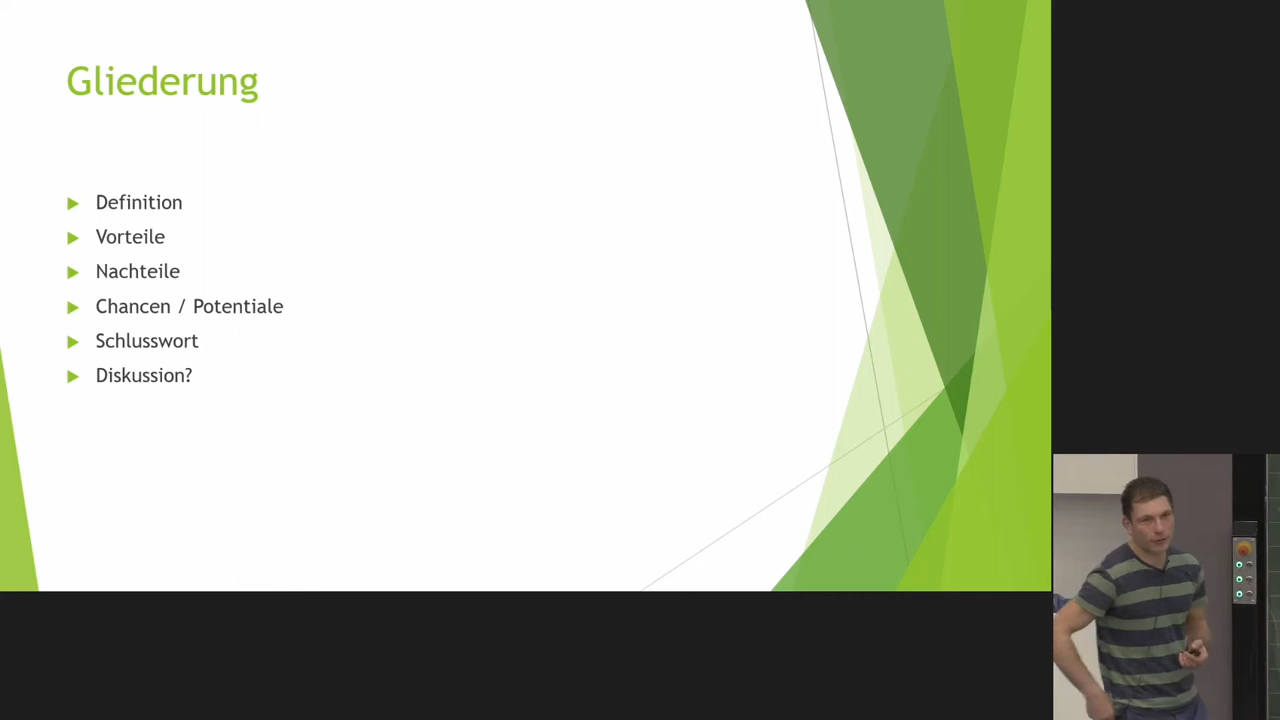 Gliederung
Definition
Vorteile
Nachteile
Chancen / Potentiale
Schlusswort
Diskussion?